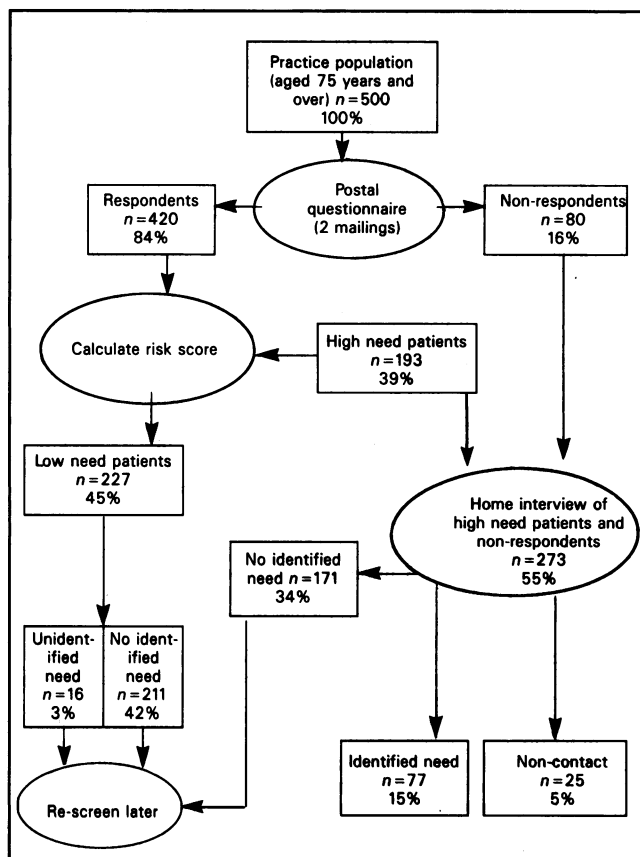 Practice population
(aged 75 years and
over) n=500
100%
Respondents
n=420
84%
Postal
questionnaire
(2 mailings)
Non-respondents
n=80
16%
Calculate risk score
High need patients
n=193
39%
Low need patients
n=227
45%
Home interview of
high need patients and
non-respondents
n=273
55%
No identified
need n=171
34%
Unident-
ified
need
n=16
3%
No ident-
ified
need
n=211
42%
Identified need
n=77
15%
Non-contact
n=25
5%
Re-screen later